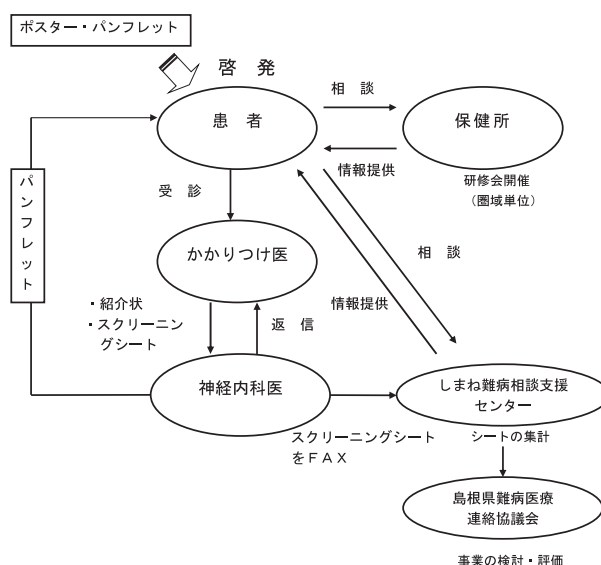 ポスター・パンフレット
啓　発
患　者
相　談
保健所
情報提供
研修会開催
（圏域単位）
パンフレット
受　診
相　談
かかりつけ医
・紹介状
・スクリーニン
グシート
返　信
情報提供
神経内科医
しまね難病相談支援
センター
スクリーニングシート
をＦＡＸ
シートの集計
島根県難病医療
連絡協議会
事業の検討・評価